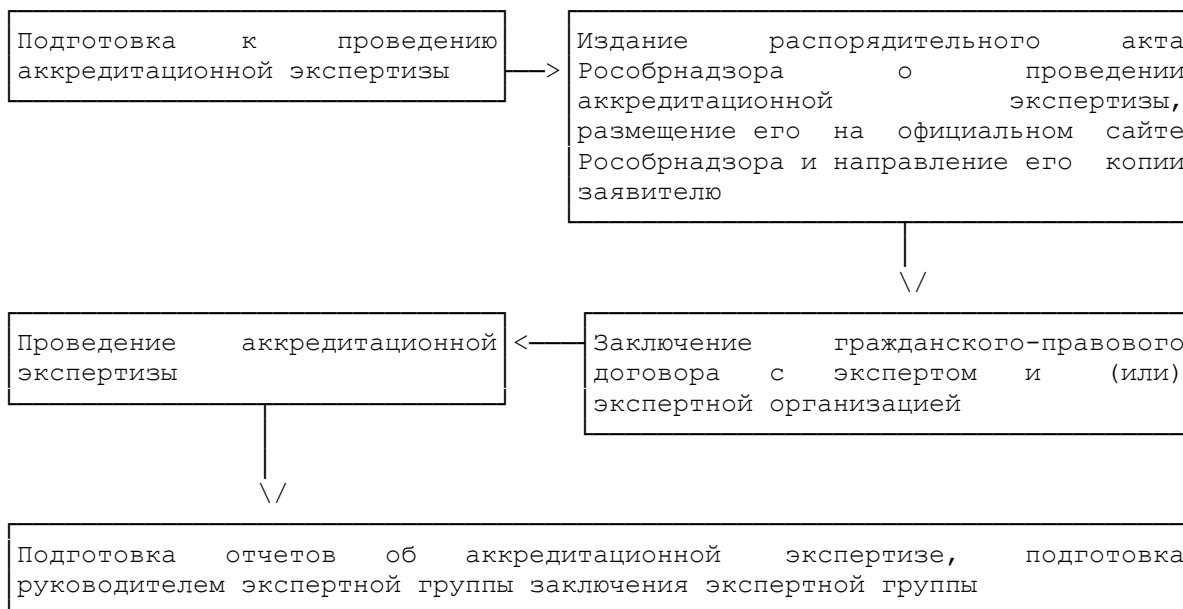 Подготовка к проведению
аккредитационной экспертизы
Издание распорядительного акта
Рособрнадзора о проведении
аккредитационной экспертизы,
размещение его на официальном сайте
Рособрнадзора и направление его копии
заявителю
Проведение аккредитационной
экспертизы
Заключение гражданского-правового
договора с экспертом и (или)
экспертной организацией
Подготовка отчетов об аккредитационной экспертизе, подготовка
руководителем экспертной группы заключения экспертной группы